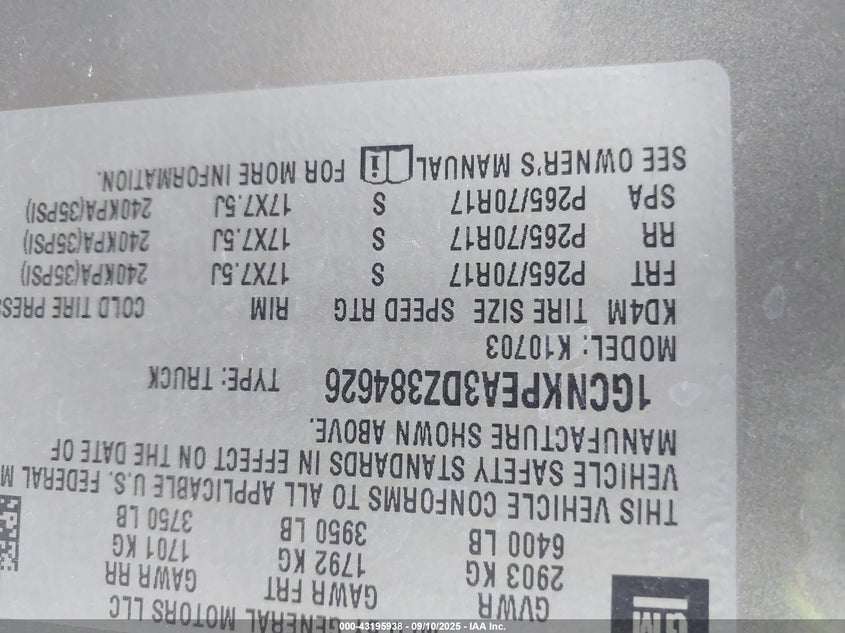 GM
GENERAL MOTORS LLC
GVWR GAWR FRT GAWR RR
2903 KG 1792 KG 1701 KG
6400 LB 3950 LB 3750 LB
THIS VEHICLE CONFORMS TO ALL APPLICABLE U.S. FEDERAL M
VEHICLE SAFETY STANDARDS IN EFFECT ON THE DATE OF
MANUFACTURE SHOWN ABOVE.
1GCNKPEA3DZ384626 TYPE: TRUCK
MODEL: K10703
KD4M TIRE SIZE SPEED RTG RIM COLD TIRE PRES
FRT P265/70R17 S 17X7.5J 240KPA(35PSI)
RR P265/70R17 S 17X7.5J 240KPA(35PSI)
SPA P265/70R17 S 17X7.5J 240KPA(35PSI)
SEE OWNER'S MANUAL i FOR MORE INFORMATION.
000-43195938 - 09/10/2025 - IAA Inc.